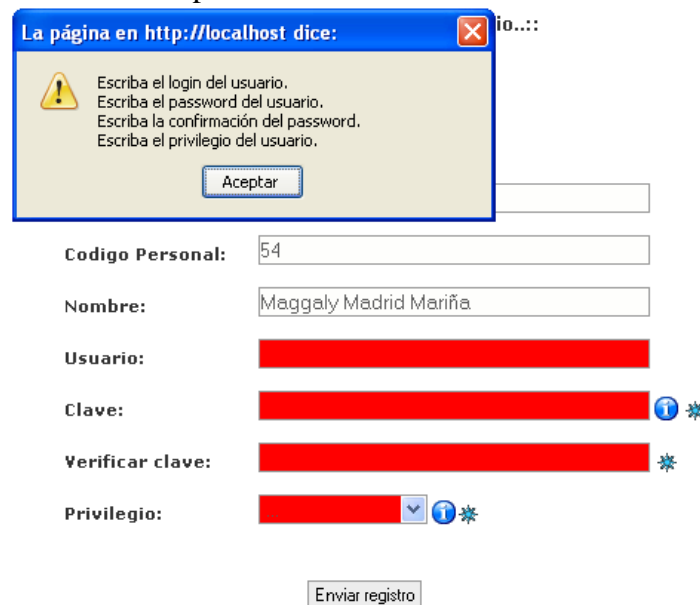 La página en http://localhost dice:
io..::
Escriba el login del usuario.
Escriba el password del usuario.
Escriba la confirmación del password.
Escriba el privilegio del usuario.
Aceptar
Codigo Personal: 54
Nombre: Maggaly Madrid Mariña
Usuario:
Clave:
Verificar clave:
Privilegio: ...
Enviar registro